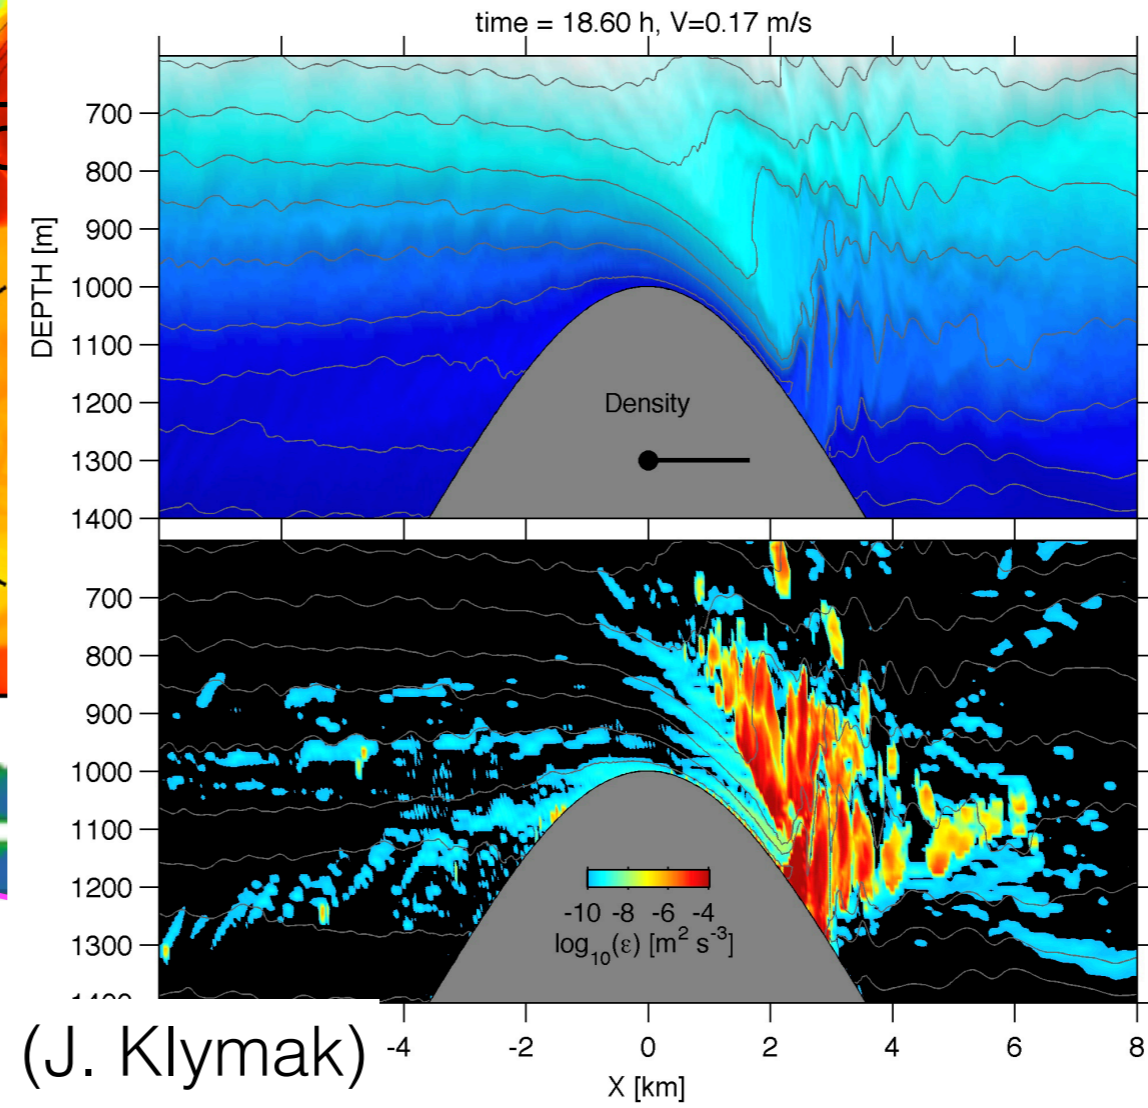 time = 18.60 h, V=0.17 m/s
DEPTH [m]
700
800
900
1000
1100
1200
1300
1400
Density
700
800
900
1000
1100
1200
1300
1400
-10 -8 -6 -4
log10(ε) [m2 s-3]
(J. Klymak)
-4 -2 0 2 4 6 8
X [km]